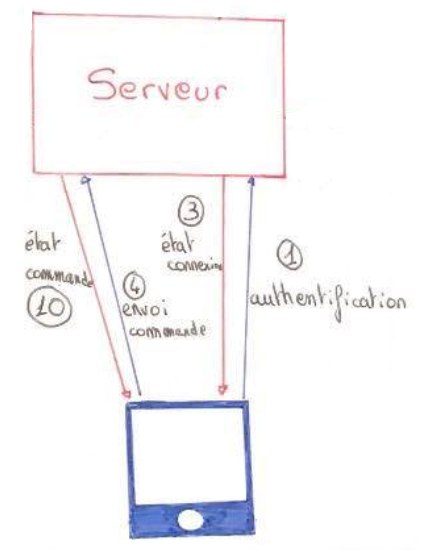 Serveur
③
état
connexion
①
authentification
état
commande
⑩
④
envoi
commande